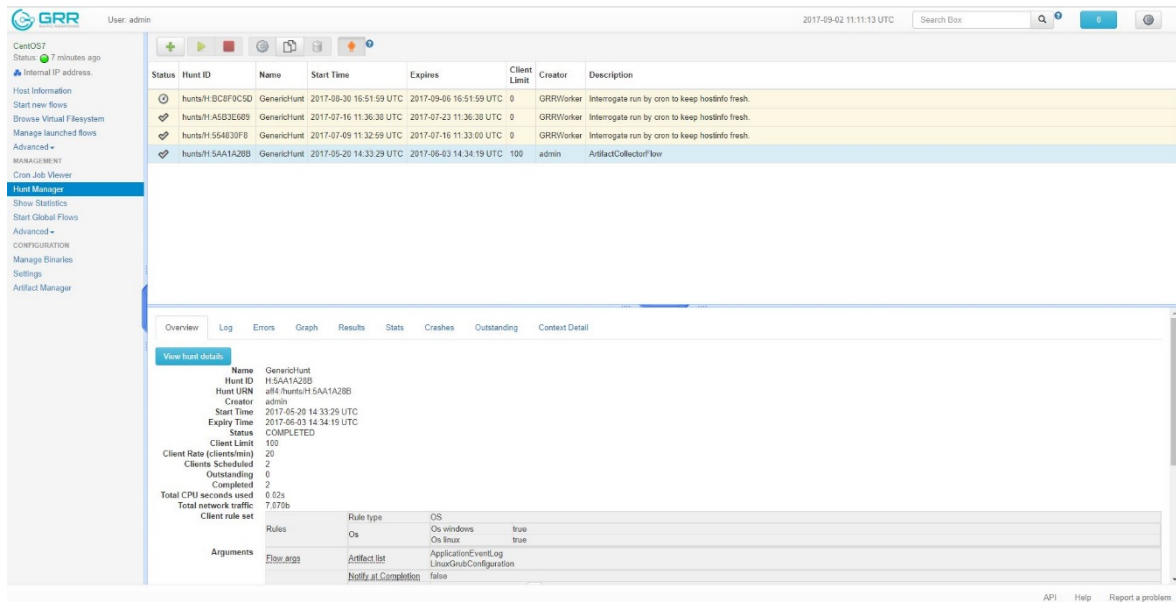 GRR
User: admin
2017-09-02 11:11:13 UTC
Search Box
0
CentOS7
Status: 7 minutes ago
Internal IP address.
Host Information
Start new flows
Browse Virtual Filesystem
Manage launched flows
Advanced
MANAGEMENT
Cron Job Viewer
Hunt Manager
Show Statistics
Start Global Flows
Advanced
CONFIGURATION
Manage Binaries
Settings
Artifact Manager
Status Hunt ID Name Start Time Expires Client Limit Creator Description
hunts/H:BC8F0C5D GenericHunt 2017-08-30 16:51:59 UTC 2017-09-06 16:51:59 UTC 0 GRRWorker Interrogate run by cron to keep hostinfo fresh.
hunts/H:A5B3E689 GenericHunt 2017-07-16 11:36:38 UTC 2017-07-23 11:36:38 UTC 0 GRRWorker Interrogate run by cron to keep hostinfo fresh.
hunts/H:554830F8 GenericHunt 2017-07-09 11:32:59 UTC 2017-07-16 11:33:00 UTC 0 GRRWorker Interrogate run by cron to keep hostinfo fresh.
hunts/H:5AA1A28B GenericHunt 2017-05-20 14:33:29 UTC 2017-06-03 14:34:19 UTC 100 admin ArtifactCollectorFlow
Overview Log Errors Graph Results Stats Crashes Outstanding Context Detail
View hunt details
Name GenericHunt
Hunt ID H:5AA1A28B
Hunt URN aff4:/hunts/H:5AA1A28B
Creator admin
Start Time 2017-05-20 14:33:29 UTC
Expiry Time 2017-06-03 14:34:19 UTC
Status COMPLETED
Client Limit 100
Client Rate (clients/min) 20
Clients Scheduled 2
Outstanding 0
Completed 2
Total CPU seconds used 0.02s
Total network traffic 7,070b
Client rule set
Rules
Rule type OS
Os
Os windows true
Os linux true
Arguments
Flow args
Artifact list
ApplicationEventLog
LinuxGrubConfiguration
Notify at Completion false
API Help Report a problem